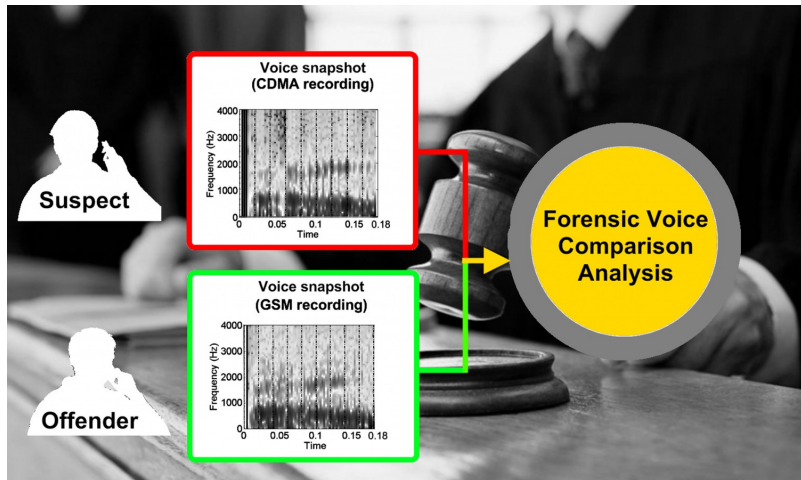 Voice snapshot
(CDMA recording)
4000
3000
2000
1000
0
Frequency (Hz)
0 0.05 0.1 0.15 0.18
Time
Suspect
Voice snapshot
(GSM recording)
4000
3000
2000
1000
0
Frequency (Hz)
0 0.05 0.1 0.15 0.18
Time
Offender
Forensic Voice
Comparison
Analysis